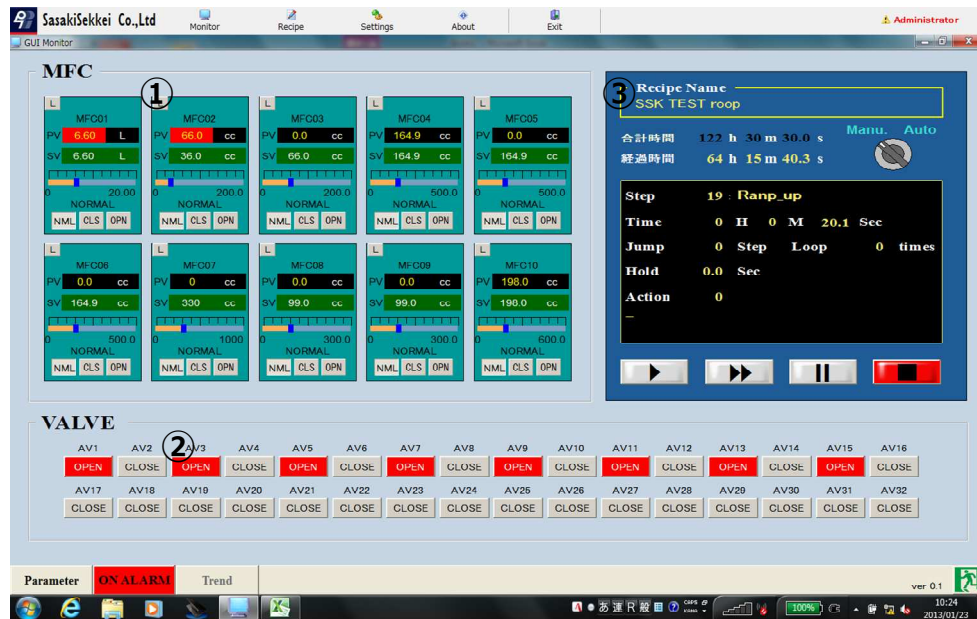 SasakiSekkei Co.,Ltd
Monitor Recipe Settings About Exit
Administrator
GUI Monitor
MFC
①
L L L L L
MFC01 MFC02 MFC03 MFC04 MFC05
PV 6.60 L PV 66.0 cc PV 0.0 cc PV 164.9 cc PV 0.0 cc
SV 6.60 L SV 36.0 cc SV 66.0 cc SV 164.9 cc SV 164.9 cc
0 20.00 0 200.0 0 200.0 0 500.0 0 500.0
NORMAL NORMAL NORMAL NORMAL NORMAL
NML CLS OPN NML CLS OPN NML CLS OPN NML CLS OPN NML CLS OPN
L L L L L
MFC06 MFC07 MFC08 MFC09 MFC10
PV 0.0 cc PV 0 cc PV 0.0 cc PV 0.0 cc PV 198.0 cc
SV 164.9 cc SV 330 cc SV 99.0 cc SV 99.0 cc SV 198.0 cc
0 500.0 0 1000 0 300.0 0 300.0 0 600.0
NORMAL NORMAL NORMAL NORMAL NORMAL
NML CLS OPN NML CLS OPN NML CLS OPN NML CLS OPN NML CLS OPN
③
Recipe Name
SSK TEST roop
合計時間 122 h 30 m 30.0 s
経過時間 64 h 15 m 40.3 s
Manu. Auto
Step 19 : Ranp_up
Time 0 H 0 M 20.1 Sec
Jump 0 Step Loop 0 times
Hold 0.0 Sec
Action 0
VALVE
②
AV1 AV2 AV3 AV4 AV5 AV6 AV7 AV8 AV9 AV10 AV11 AV12 AV13 AV14 AV15 AV16
OPEN CLOSE OPEN CLOSE OPEN CLOSE OPEN CLOSE OPEN CLOSE OPEN CLOSE OPEN CLOSE OPEN CLOSE
AV17 AV18 AV19 AV20 AV21 AV22 AV23 AV24 AV25 AV26 AV27 AV28 AV29 AV30 AV31 AV32
CLOSE CLOSE CLOSE CLOSE CLOSE CLOSE CLOSE CLOSE CLOSE CLOSE CLOSE CLOSE CLOSE CLOSE CLOSE CLOSE
Parameter ON ALARM Trend
ver 0.1
A あ 連 R 般 CAPS KANA 100% 10:24
2013/01/23